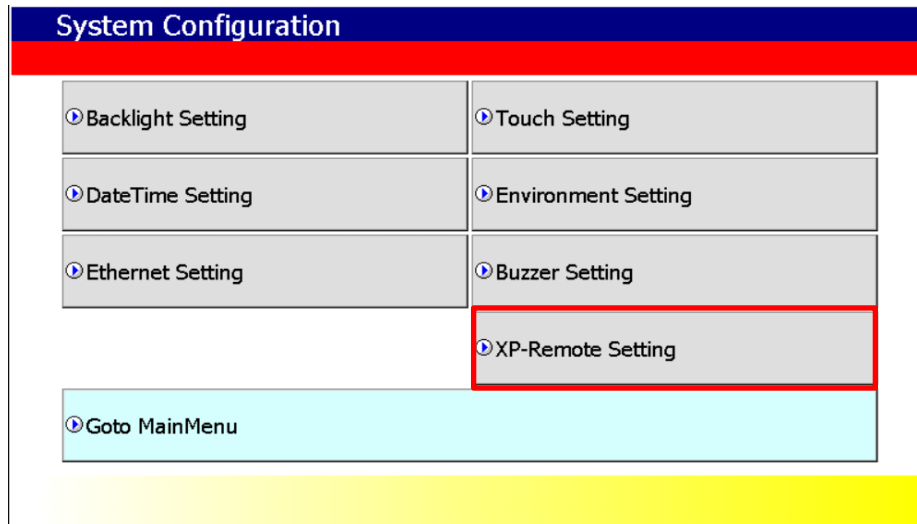 System Configuration
Backlight Setting
Touch Setting
DateTime Setting
Environment Setting
Ethernet Setting
Buzzer Setting
XP-Remote Setting
Goto MainMenu